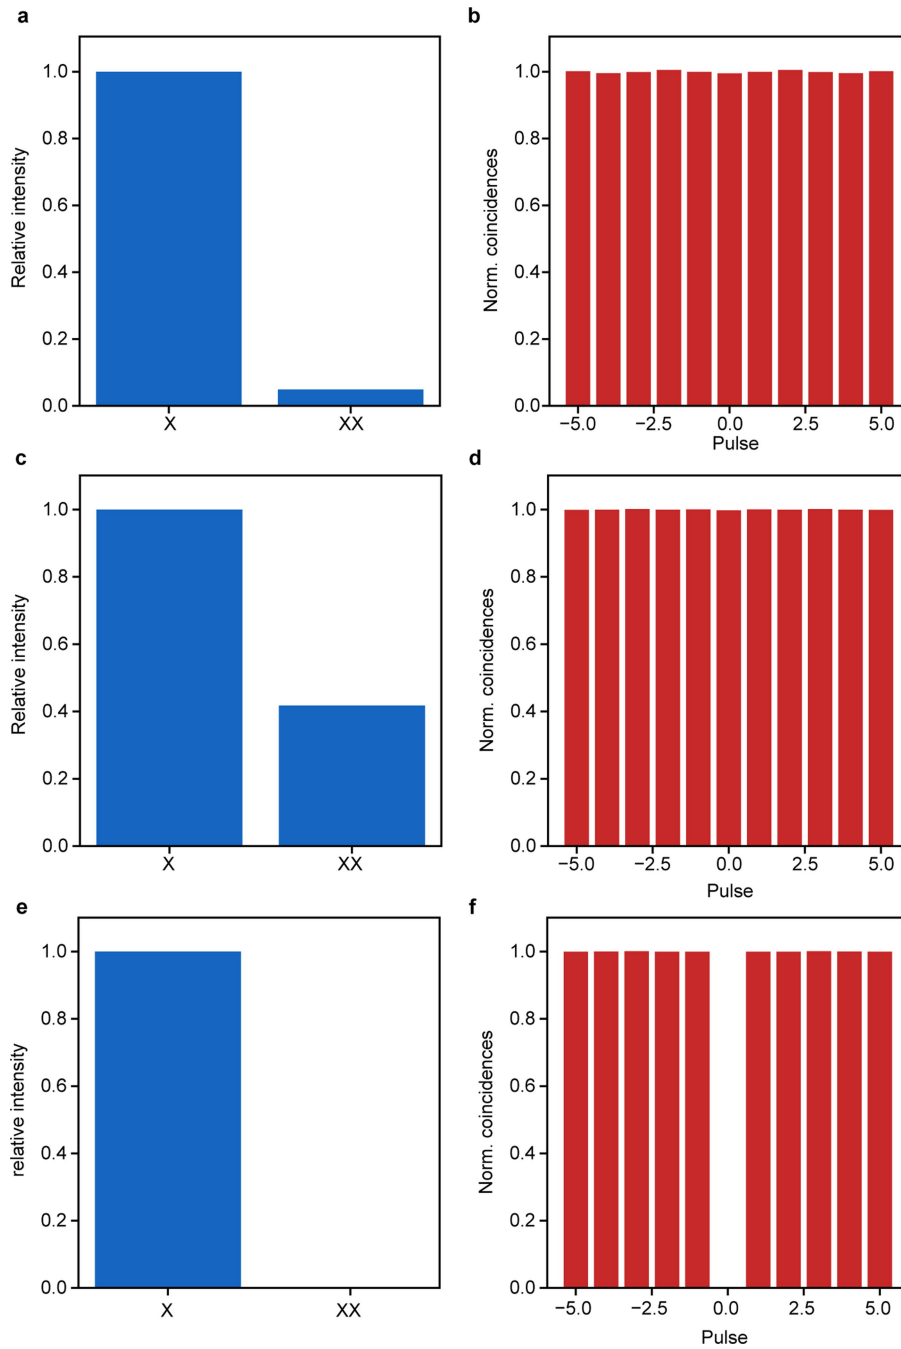 a
Relative intensity
1.0
0.8
0.6
0.4
0.2
0.0
X
XX
b
Norm. coincidences
1.0
0.8
0.6
0.4
0.2
0.0
−5.0 −2.5 0.0 2.5 5.0
Pulse
c
Relative intensity
1.0
0.8
0.6
0.4
0.2
0.0
X
XX
d
Norm. coincidences
1.0
0.8
0.6
0.4
0.2
0.0
−5.0 −2.5 0.0 2.5 5.0
Pulse
e
relative intensity
1.0
0.8
0.6
0.4
0.2
0.0
X
XX
f
Norm. coincidences
1.0
0.8
0.6
0.4
0.2
0.0
−5.0 −2.5 0.0 2.5 5.0
Pulse